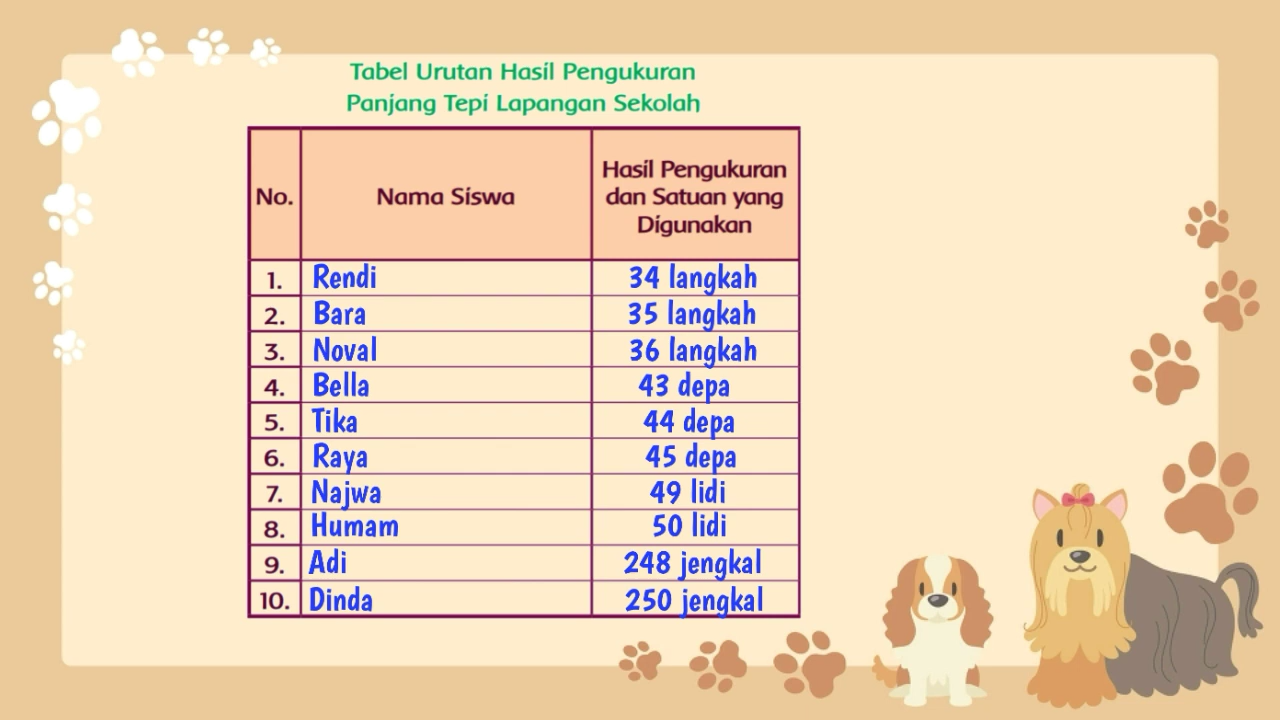 Tabel Urutan Hasil Pengukuran
Panjang Tepi Lapangan Sekolah
No. Nama Siswa Hasil Pengukuran dan Satuan yang Digunakan
1. Rendi 34 langkah
2. Bara 35 langkah
3. Noval 36 langkah
4. Bella 43 depa
5. Tika 44 depa
6. Raya 45 depa
7. Najwa 49 lidi
8. Humam 50 lidi
9. Adi 248 jengkal
10. Dinda 250 jengkal